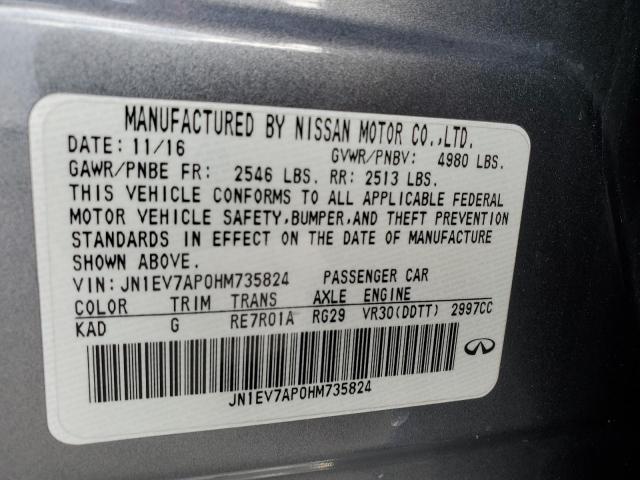 MANUFACTURED BY NISSAN MOTOR CO.,LTD.
DATE: 11/16 GVWR/PNBV: 4980 LBS.
GAWR/PNBE FR: 2546 LBS. RR: 2513 LBS.
THIS VEHICLE CONFORMS TO ALL APPLICABLE FEDERAL
MOTOR VEHICLE SAFETY,BUMPER,AND THEFT PREVENTION
STANDARDS IN EFFECT ON THE DATE OF MANUFACTURE
SHOWN ABOVE.
VIN:JN1EV7AP0HM735824 PASSENGER CAR
COLOR TRIM TRANS AXLE ENGINE
KAD G RE7R01A RG29 VR30(DDTT) 2997CC
JN1EV7AP0HM735824